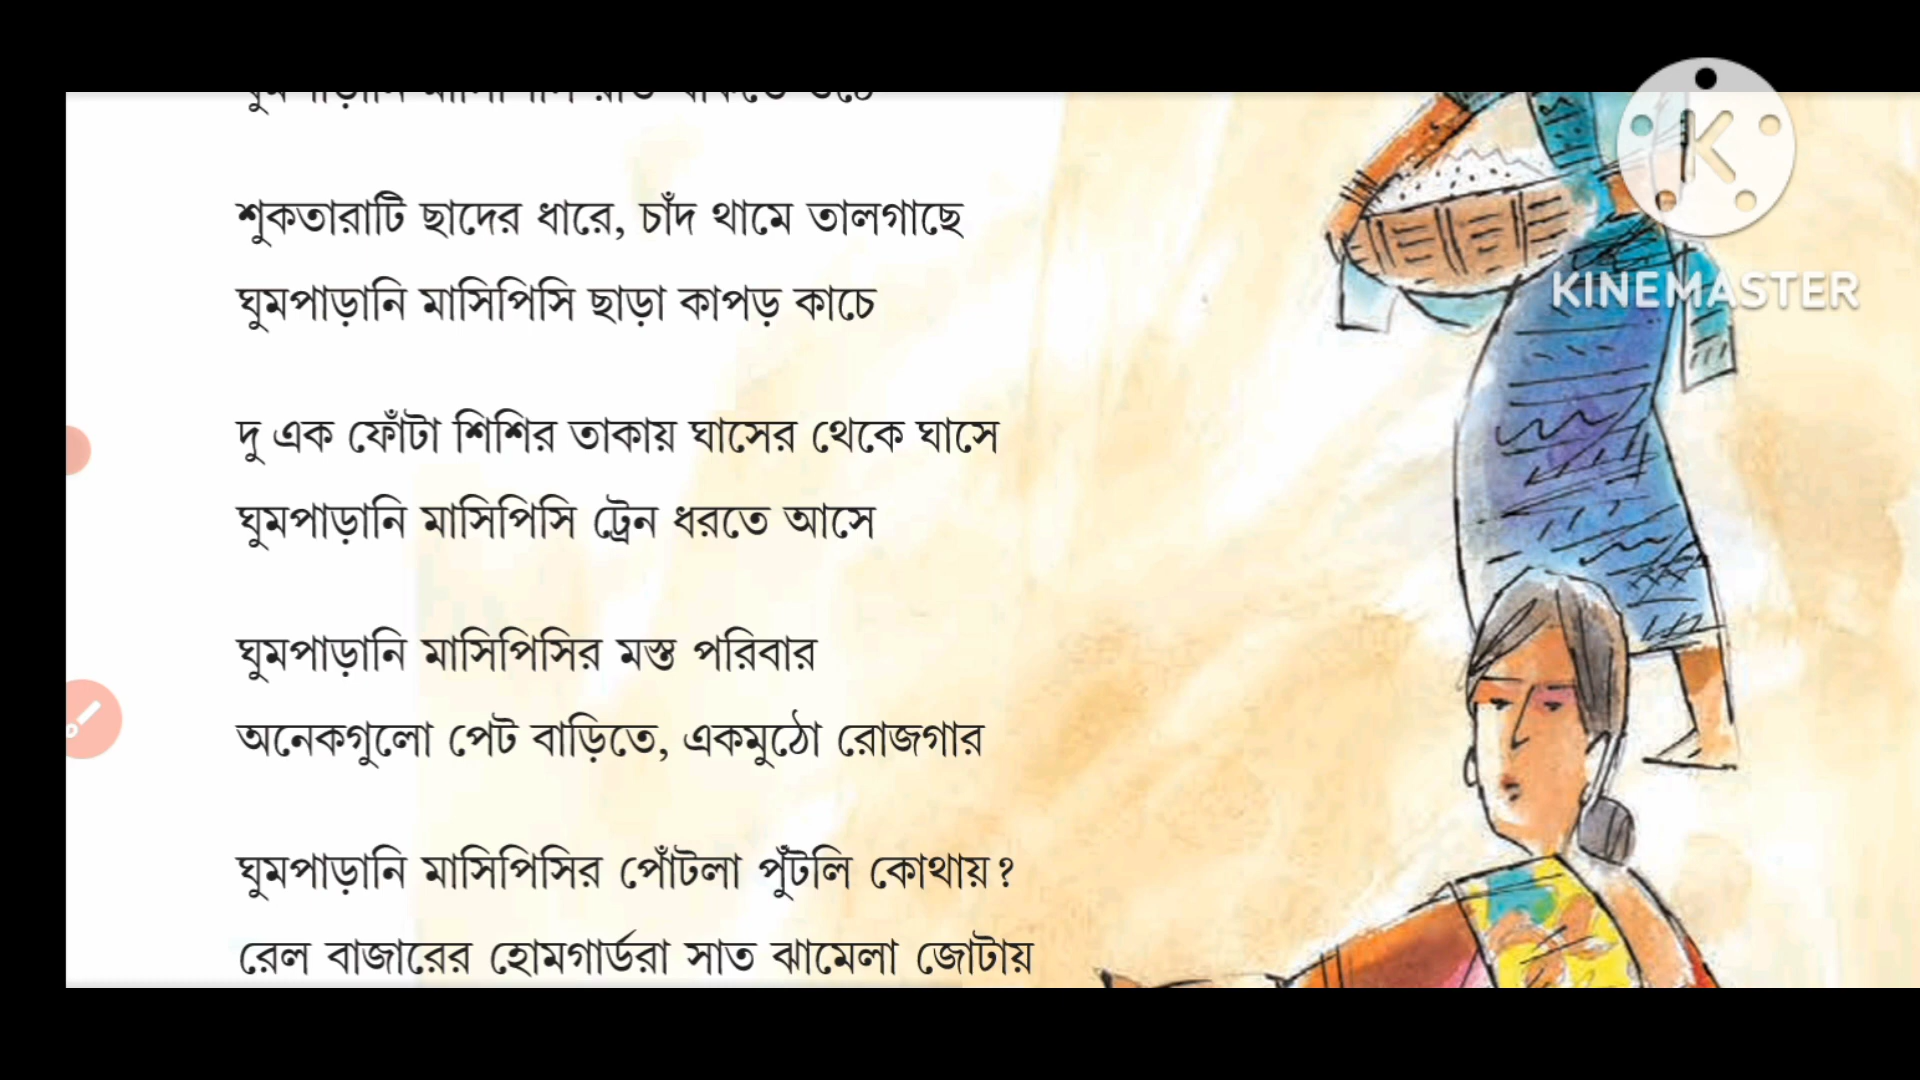 শুকতারাটি ছাদের ধারে, চাঁদ থামে তালগাছে
ঘুমপাড়ানি মাসিপিসি ছাড়া কাপড় কাচে
দু এক ফোঁটা শিশির তাকায় ঘাসের থেকে ঘাসে
ঘুমপাড়ানি মাসিপিসি ট্রেন ধরতে আসে
ঘুমপাড়ানি মাসিপিসির মস্ত পরিবার
অনেকগুলো পেট বাড়িতে, একমুঠো রোজগার
ঘুমপাড়ানি মাসিপিসির পোঁটলা পুঁটলি কোথায়?
রেল বাজারের হোমগার্ডরা সাত ঝামেলা জোটায়
K
KINEMASTER